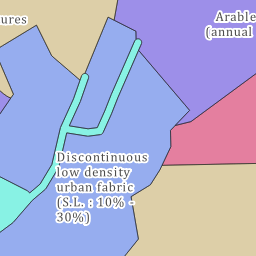 ures
Arable
(annual
Discontinuous
low density
urban fabric
(S.L. : 10% -
30%)